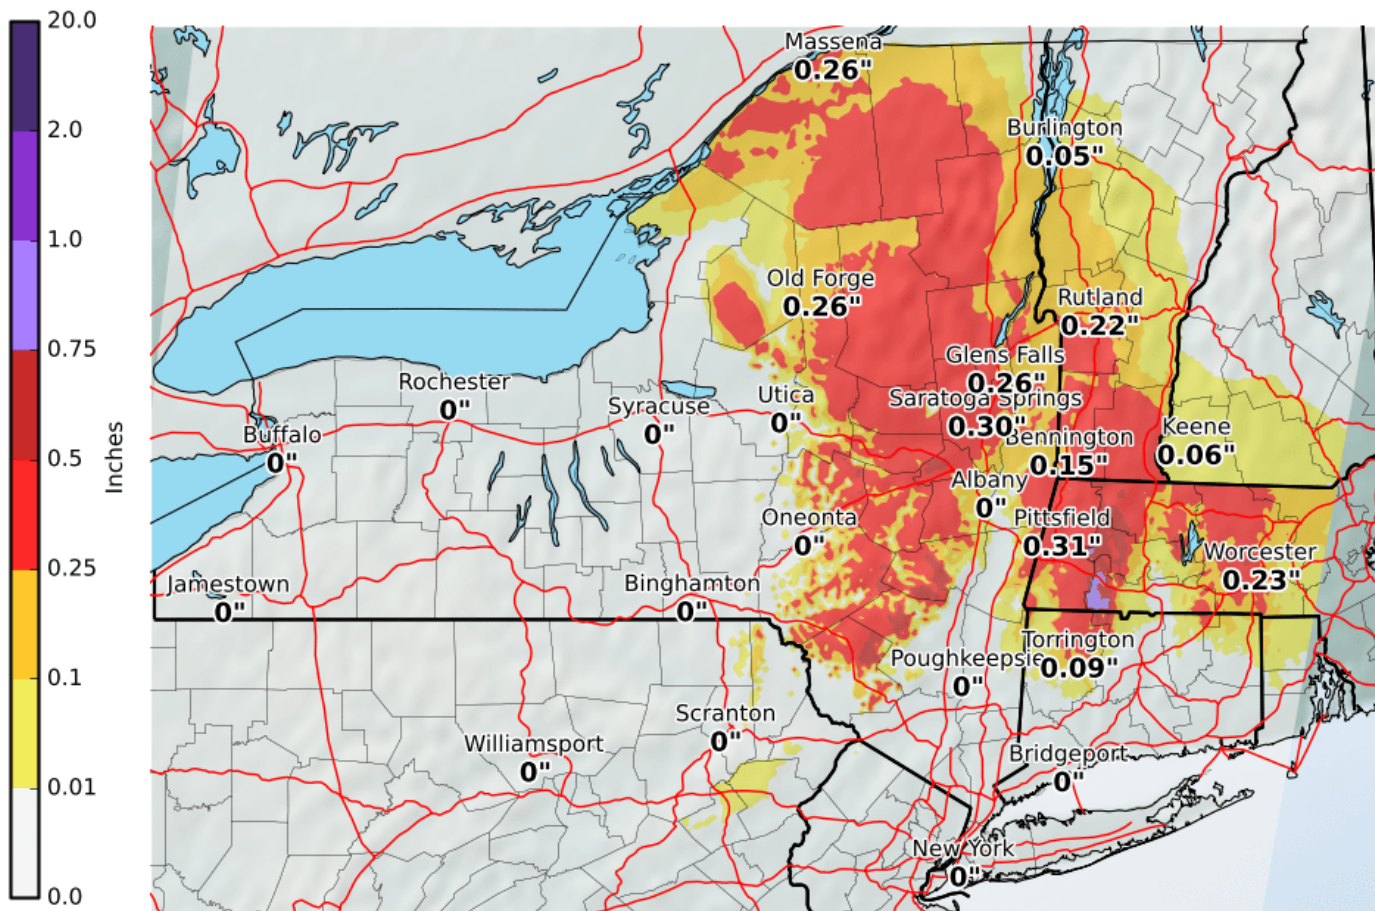 20.0
2.0
1.0
0.75
0.5
0.25
0.1
0.01
0.0
Inches
Massena
0.26"
Burlington
0.05"
Old Forge
0.26"
Rutland
0.22"
Glens Falls
0.26"
Rochester
0"
Syracuse
0"
Utica
0"
Saratoga Springs
0.30"
Buffalo
0"
Bennington
0.15"
Keene
0.06"
Albany
0"
Oneonta
0"
Pittsfield
0.31"
Worcester
0.23"
Jamestown
0"
Binghamton
0"
Torrington
0.09"
Poughkeepsie
0"
Scranton
0"
Williamsport
0"
Bridgeport
0"
New York
0"